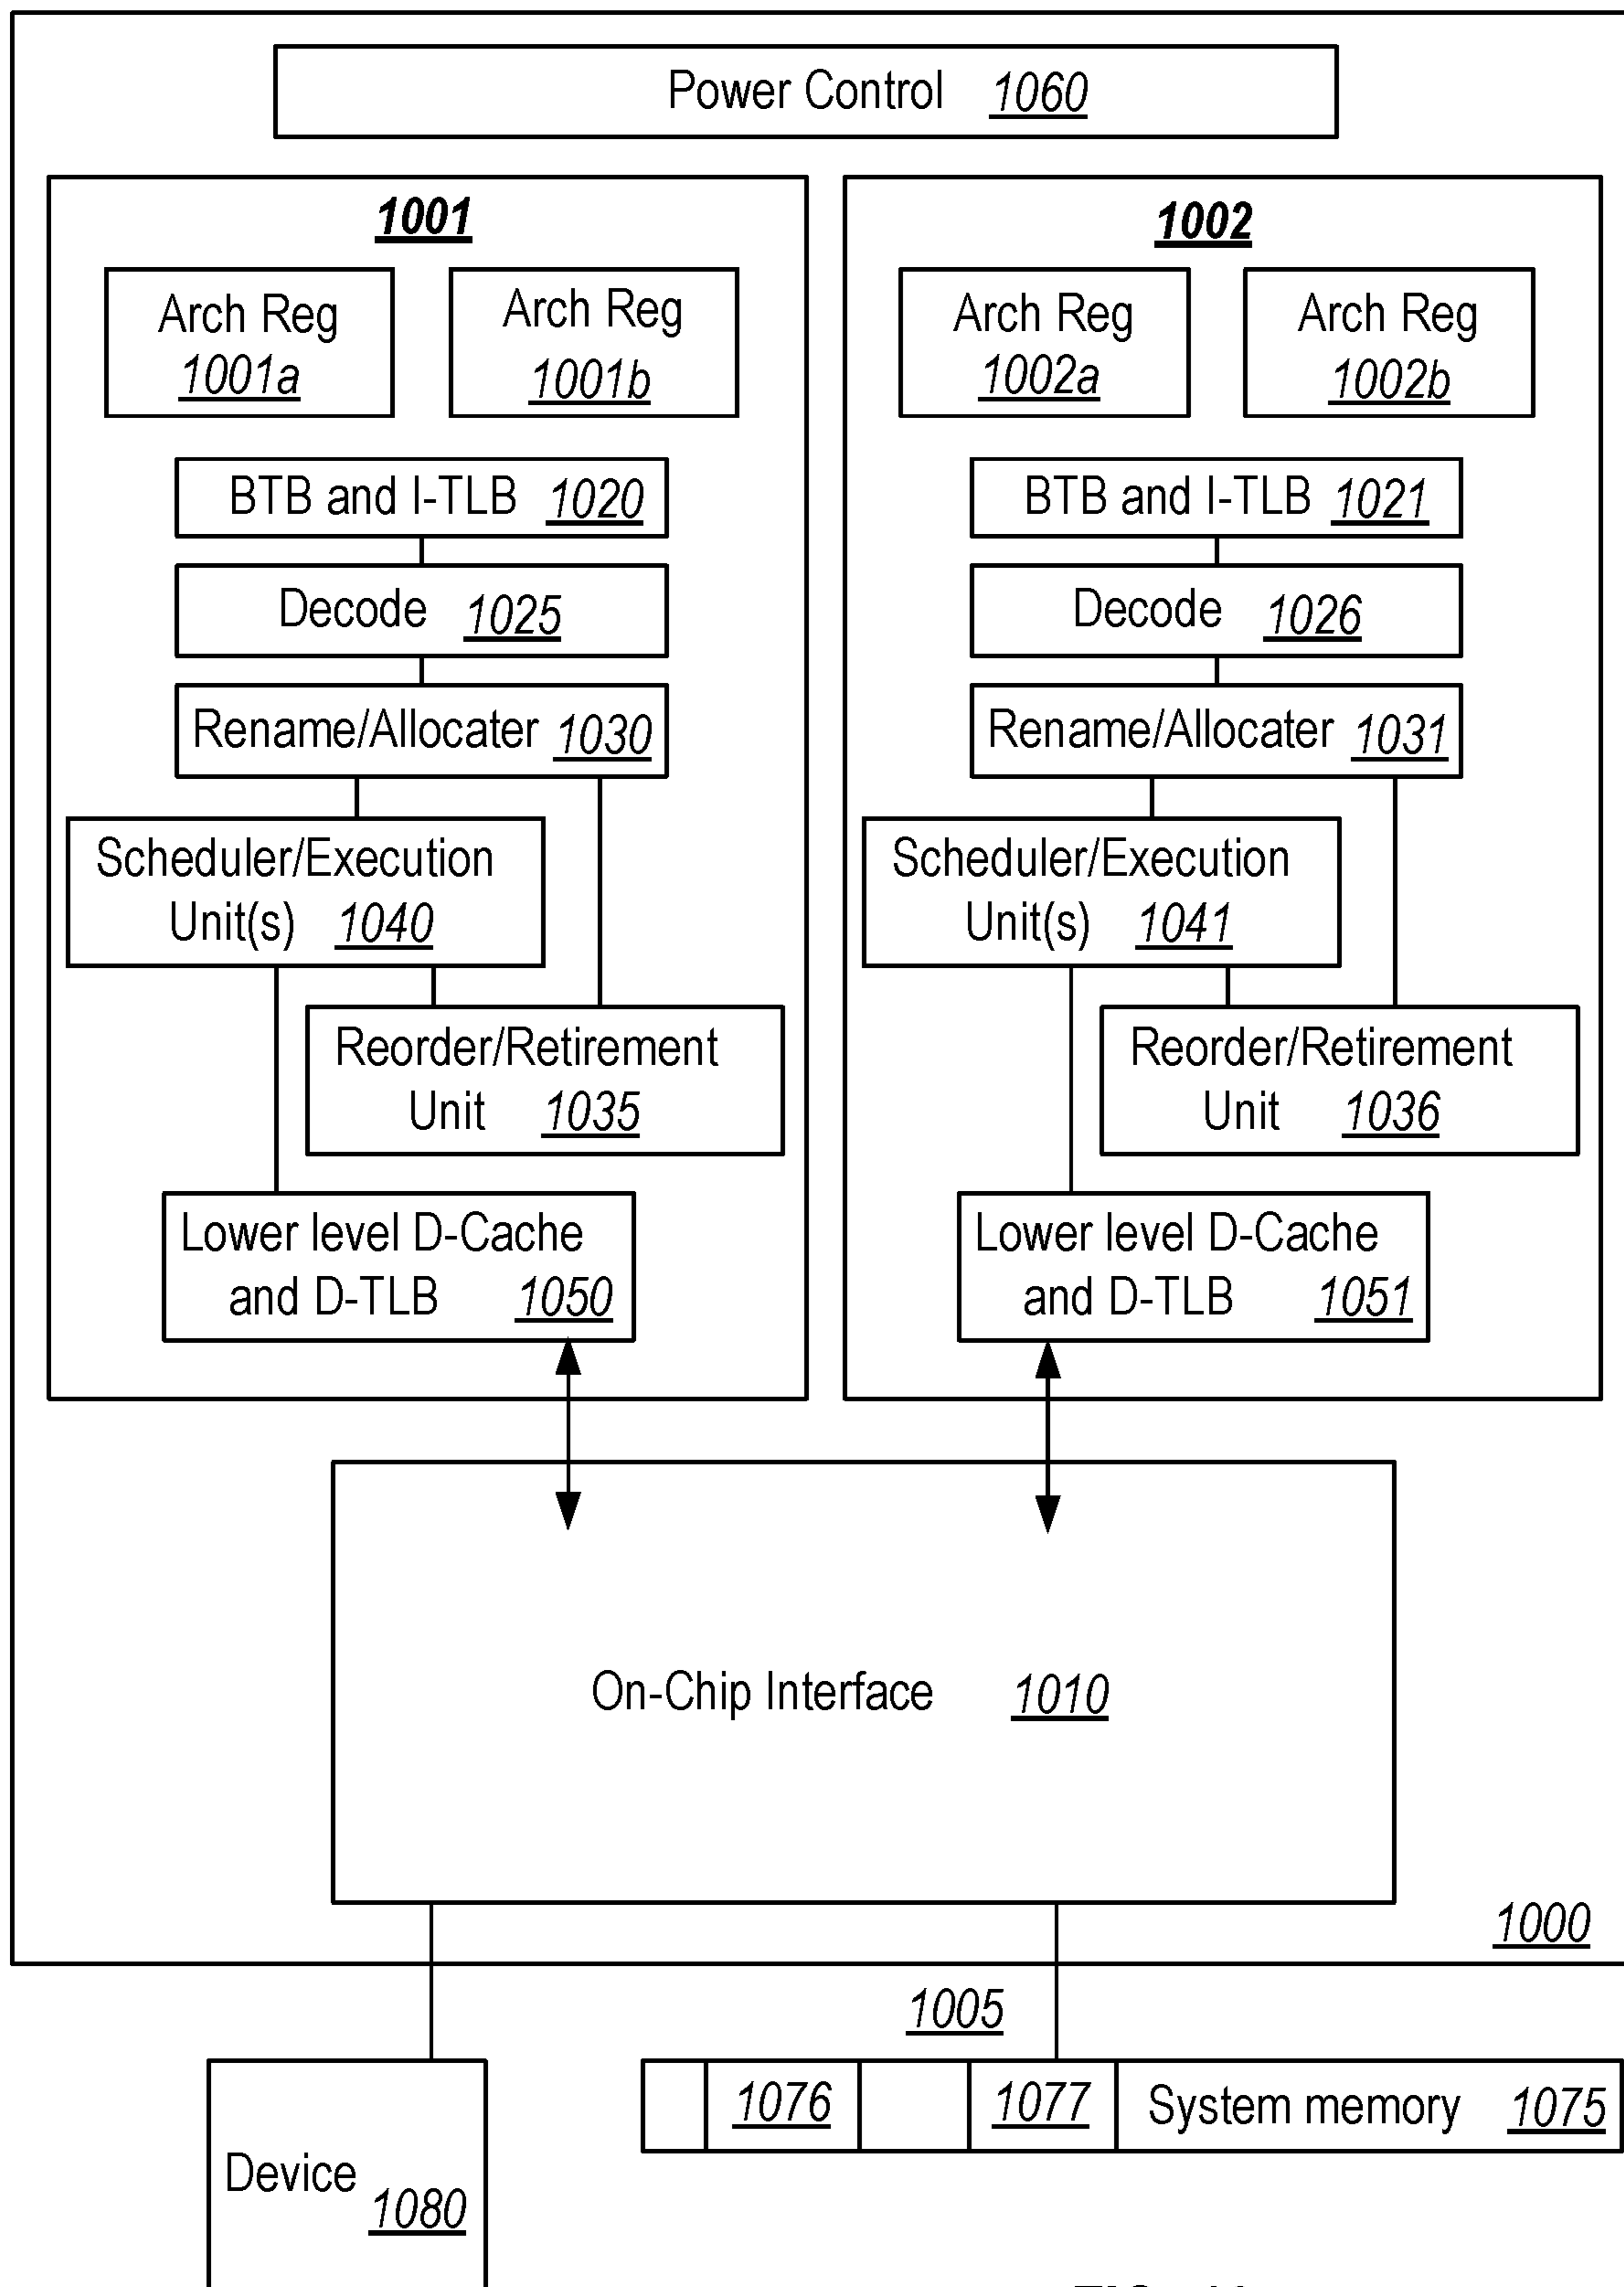 Power Control 1060
1001
Arch Reg
1001a
Arch Reg
1001b
BTB and I-TLB 1020
Decode 1025
Rename/Allocater 1030
Scheduler/Execution
Unit(s) 1040
Reorder/Retirement
Unit 1035
Lower level D-Cache
and D-TLB 1050
1002
Arch Reg
1002a
Arch Reg
1002b
BTB and I-TLB 1021
Decode 1026
Rename/Allocater 1031
Scheduler/Execution
Unit(s) 1041
Reorder/Retirement
Unit 1036
Lower level D-Cache
and D-TLB 1051
On-Chip Interface 1010
1000
1005
1076
1077
System memory 1075
Device 1080